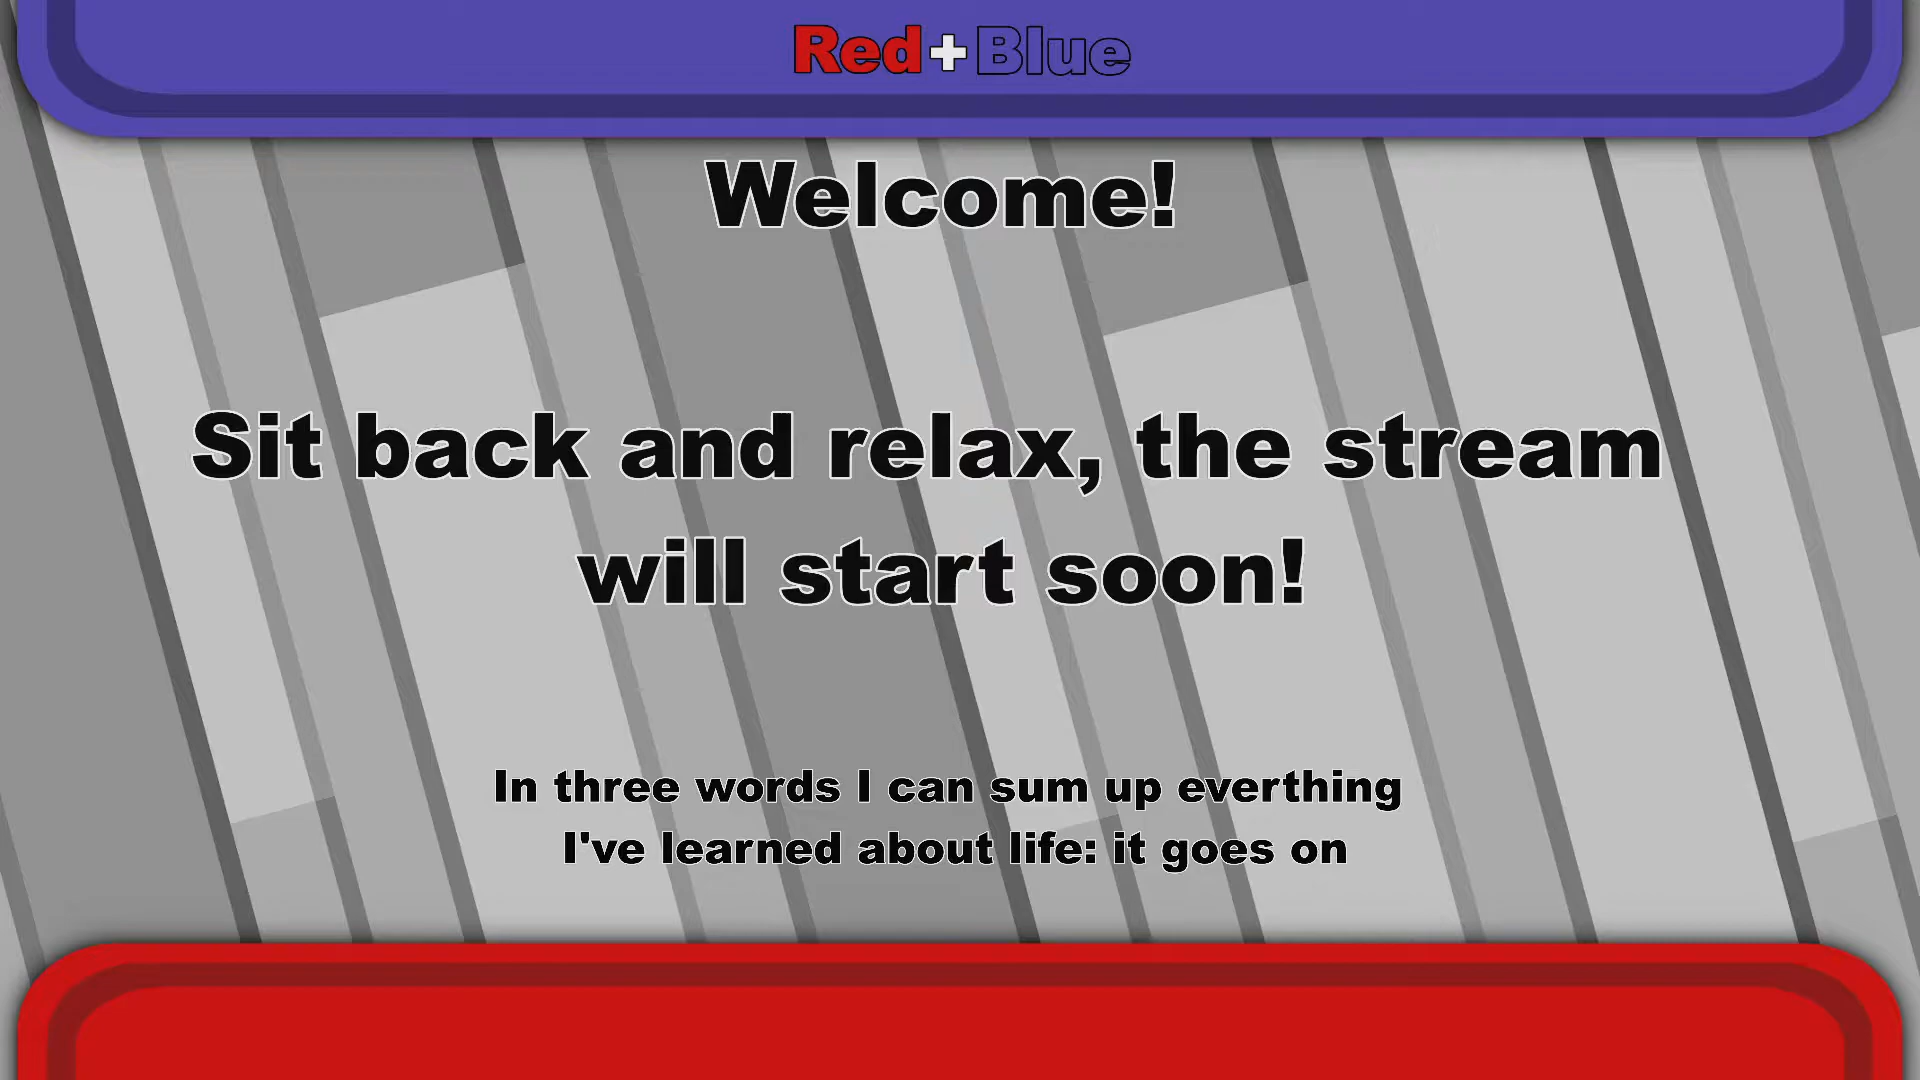 Red+Blue
Welcome!
Sit back and relax, the stream
will start soon!
In three words I can sum up everthing
I've learned about life: it goes on